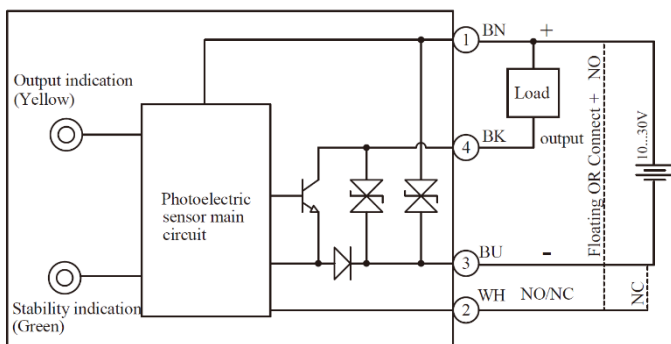 1 BN +
Output indication
(Yellow)
Load
4 BK output
Photoelectric
sensor main
circuit
Floating OR Connect + NO
10...30V
3 BU -
2 WH NO/NC
NC
Stability indication
(Green)